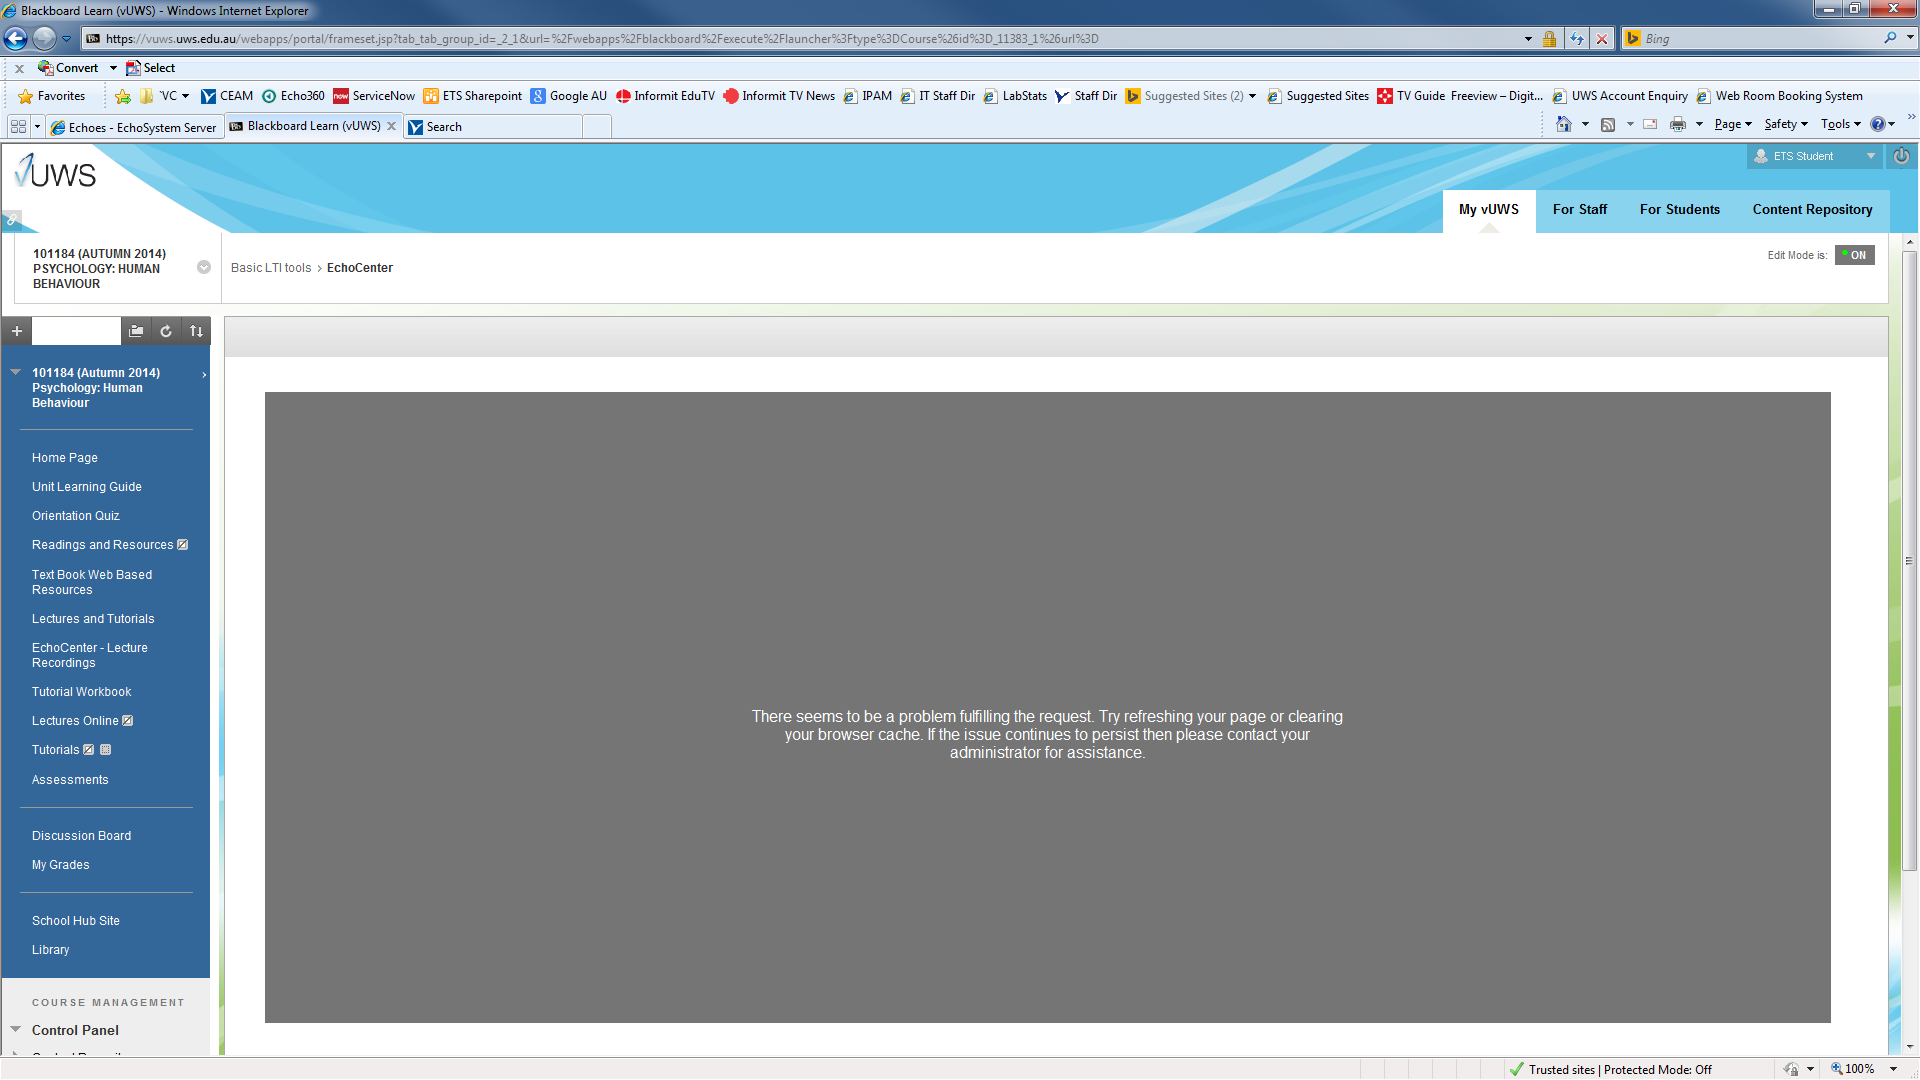 Blackboard Learn (vUWS) - Windows Internet Explorer
https://vuws.uws.edu.au/webapps/portal/frameset.jsp?tab_tab_group_id=_2_1&url=%2Fwebapps%2Fblackboard%2Fexecute%2Flauncher%3Ftype%3DCourse%26id%3D_11383_1%26url%3D
Bing
x Convert Select
Favorites `VC CEAM Echo360 ServiceNow ETS Sharepoint Google AU Informit EduTV Informit TV News IPAM IT Staff Dir LabStats Staff Dir Suggested Sites (2) Suggested Sites TV Guide Freeview – Digit... UWS Account Enquiry Web Room Booking System
Echoes - EchoSystem Server Blackboard Learn (vUWS) Search Page Safety Tools
vUWS
ETS Student
My vUWS For Staff For Students Content Repository
101184 (AUTUMN 2014)
PSYCHOLOGY: HUMAN
BEHAVIOUR
Basic LTI tools > EchoCenter
Edit Mode is: ON
101184 (Autumn 2014)
Psychology: Human
Behaviour
Home Page
Unit Learning Guide
Orientation Quiz
Readings and Resources
Text Book Web Based
Resources
Lectures and Tutorials
EchoCenter - Lecture
Recordings
Tutorial Workbook
Lectures Online
Tutorials
Assessments
Discussion Board
My Grades
School Hub Site
Library
COURSE MANAGEMENT
Control Panel
There seems to be a problem fulfilling the request. Try refreshing your page or clearing
your browser cache. If the issue continues to persist then please contact your
administrator for assistance.
Trusted sites | Protected Mode: Off
100%